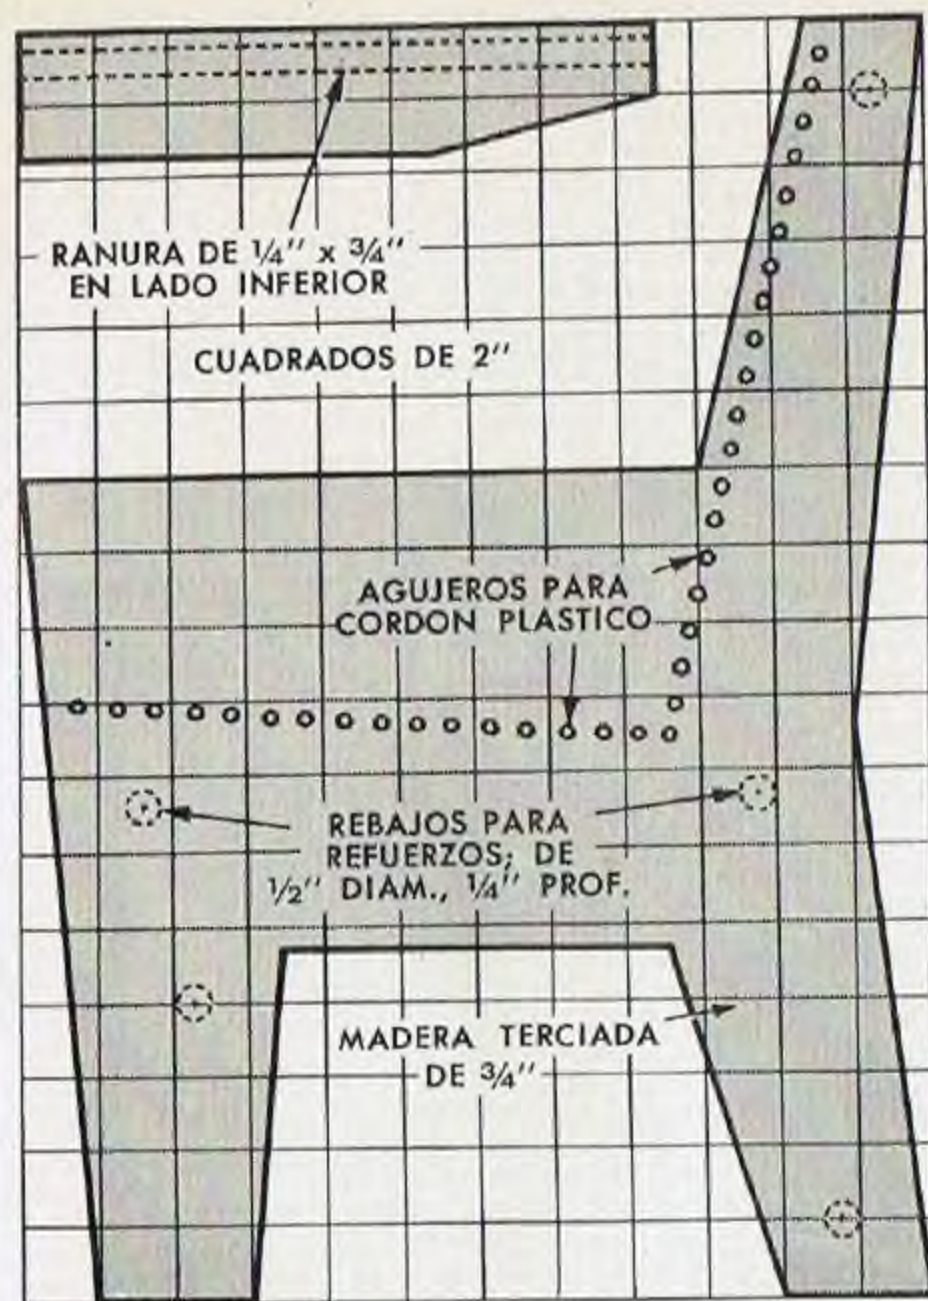 RANURA DE 1/4" x 3/4"
EN LADO INFERIOR
CUADRADOS DE 2"
AGUJEROS PARA
CORDON PLASTICO
REBAJOS PARA
REFUERZOS; DE
1/2" DIAM., 1/4" PROF.
MADERA TERCIADA
DE 3/4"